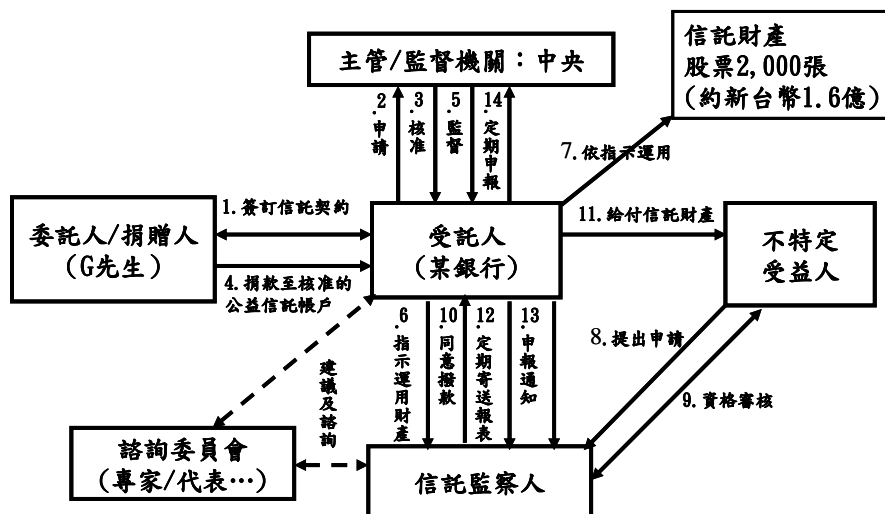 主管/監督機關：中央
信託財產
股票2,000張
(約新台幣1.6億)
2.申請
3.核准
5.監督
14.定期申報
7.依指示運用
1.簽訂信託契約
委託人/捐贈人
(G先生)
4.捐款至核准的
公益信託帳戶
受託人
(某銀行)
11.給付信託財產
不特定
受益人
6.指示運用財產
10.同意撥款
12.定期寄送報表
13.申報通知
8.提出申請
9.資格審核
建議及諮詢
諮詢委員會
(專家/代表…)
信託監察人